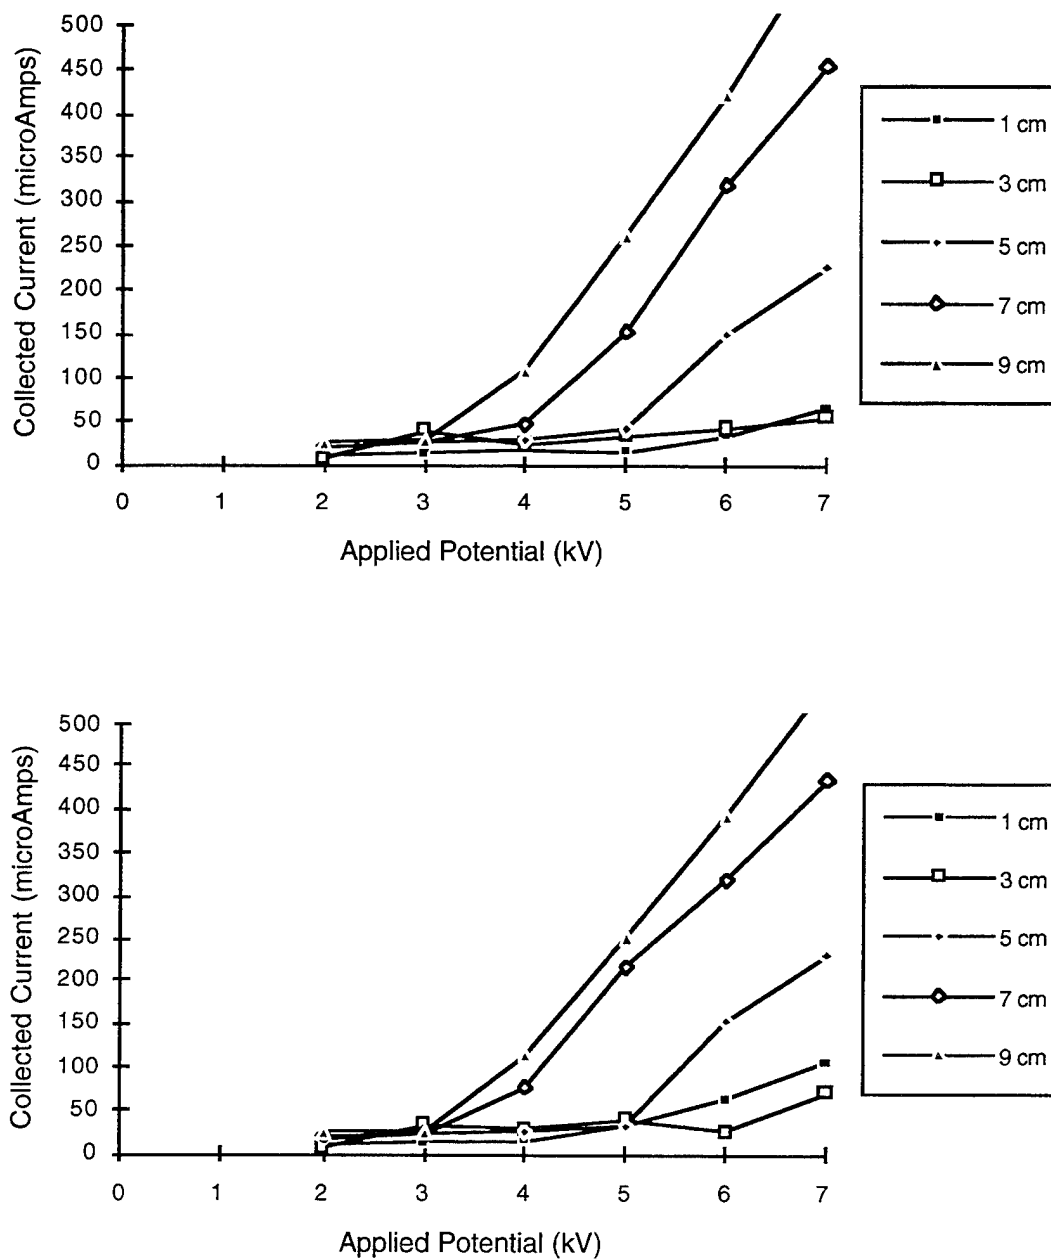 Collected Current (microAmps)
500
450
400
350
300
250
200
150
100
50
0
0 1 2 3 4 5 6 7
Applied Potential (kV)
1 cm
3 cm
5 cm
7 cm
9 cm
Collected Current (microAmps)
500
450
400
350
300
250
200
150
100
50
0
0 1 2 3 4 5 6 7
Applied Potential (kV)
1 cm
3 cm
5 cm
7 cm
9 cm